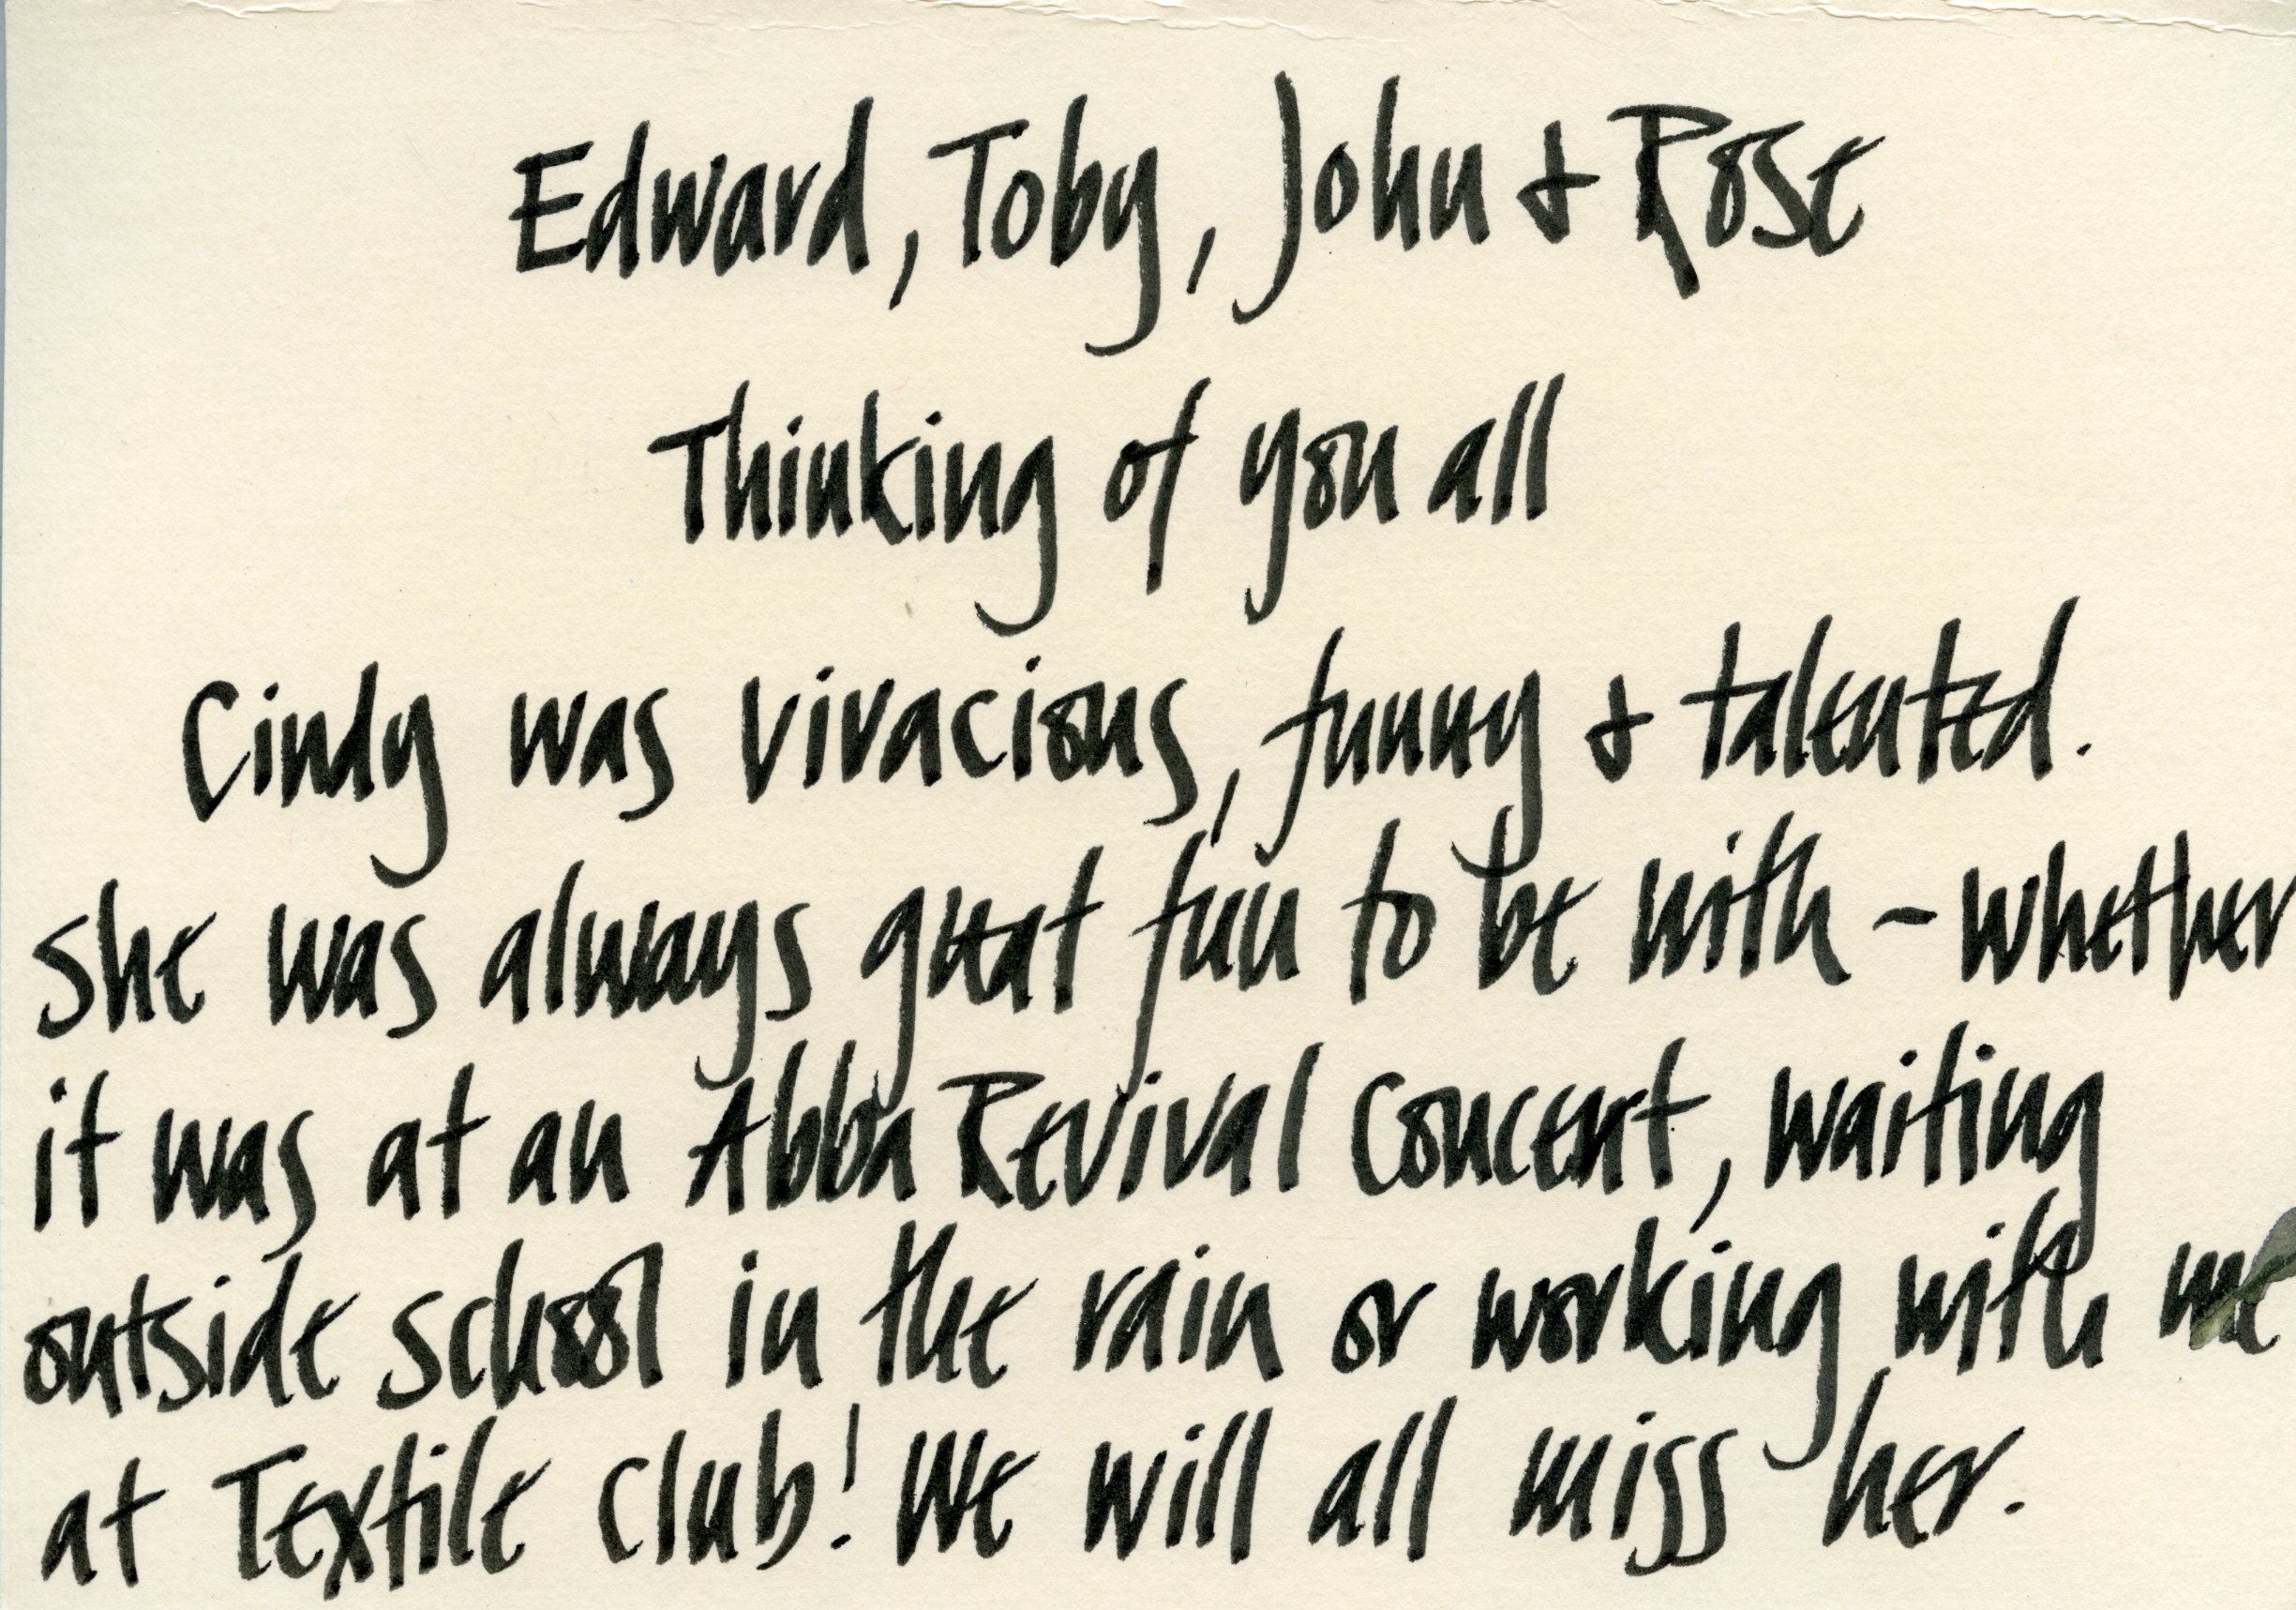 Edward, Toby, John & Rose
Thinking of you all
Cindy was vivacious, funny & talented.
She was always great fun to be with - whether
it was at an Abba Revival Concert, waiting
outside school in the rain or working with me
at Textile Club! We will all miss her.